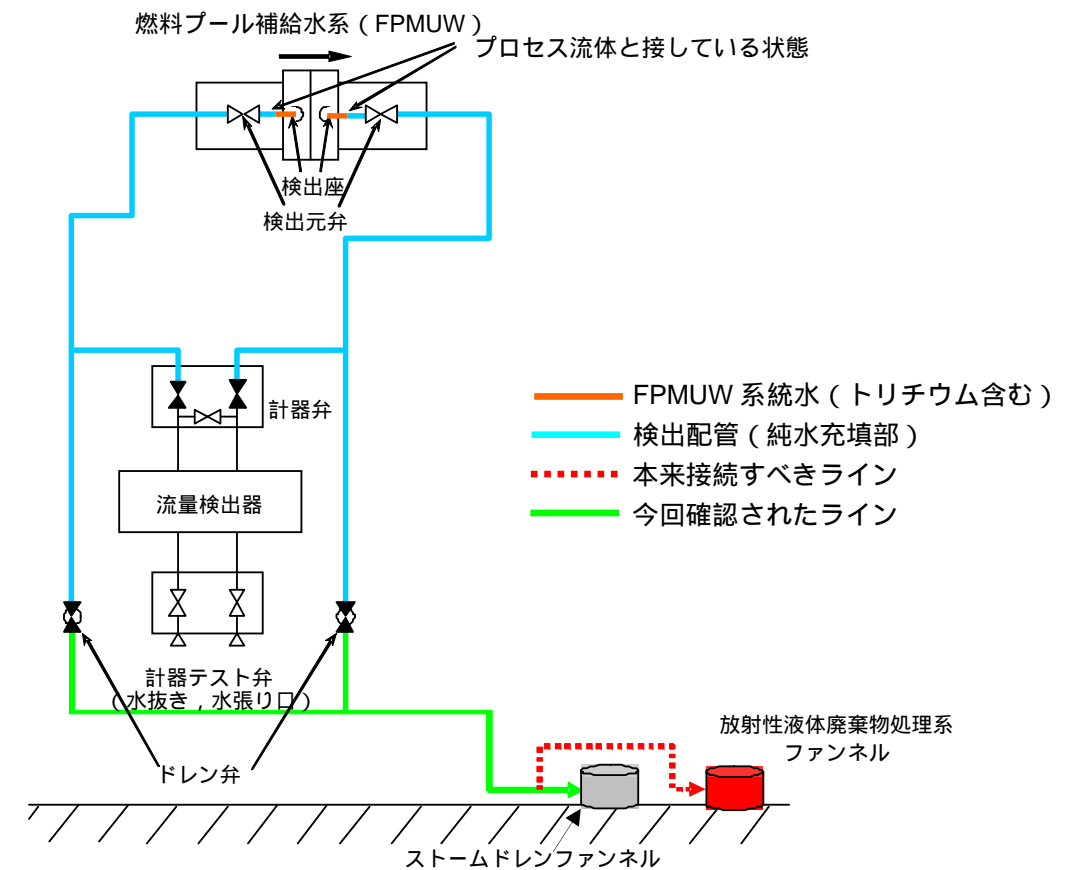 燃料プール補給水系(FPMUW)
プロセス流体と接している状態
検出座
検出元弁
計器弁
流量検出器
FPMUW 系統水(トリチウム含む)
検出配管(純水充填部)
本来接続すべきライン
今回確認されたライン
計器テスト弁
(水抜き,水張り口)
ドレン弁
放射性液体廃棄物処理系
ファンネル
ストームドレンファンネル